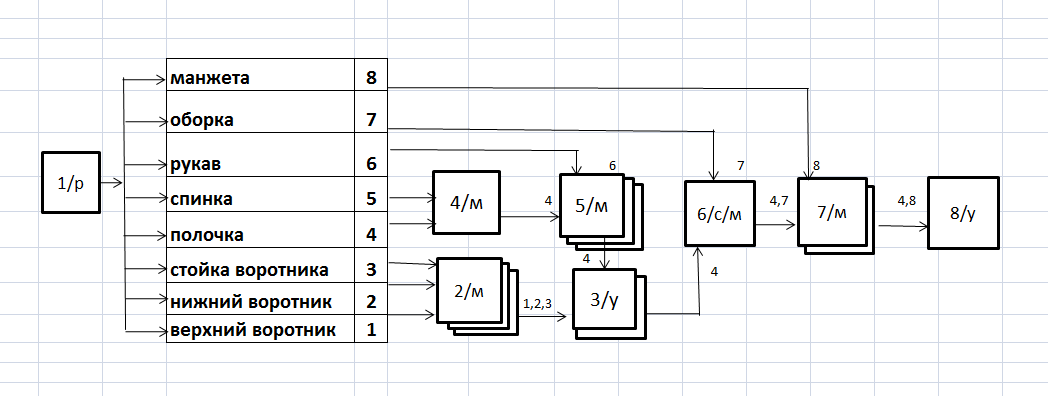 1/р
манжета 8
оборка 7
рукав 6
спинка 5
полочка 4
стойка воротника 3
нижний воротник 2
верхний воротник 1
4/м
4
6
5/м
4
2/м
1,2,3
3/у
4
7
6/с/м
4,7
8
7/м
4,8
8/у